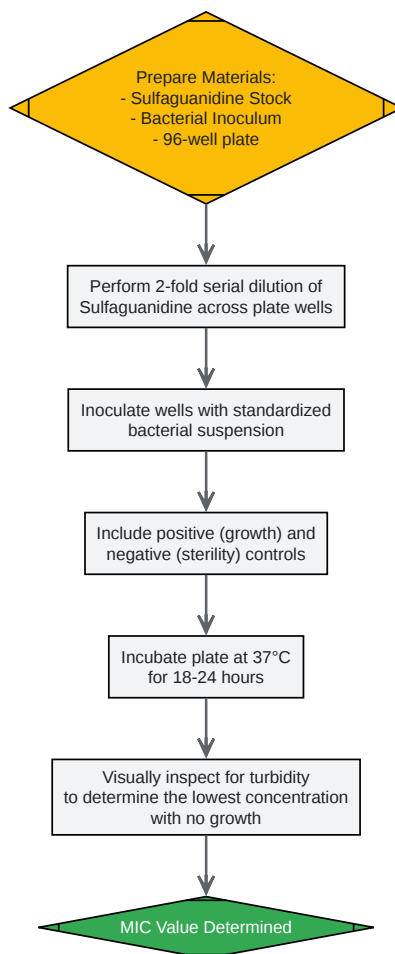 Prepare Materials:
- Sulfaguanidine Stock
- Bacterial Inoculum
- 96-well plate
Perform 2-fold serial dilution of
Sulfaguanidine across plate wells
Inoculate wells with standardized
bacterial suspension
Include positive (growth) and
negative (sterility) controls
Incubate plate at 37°C
for 18-24 hours
Visually inspect for turbidity
to determine the lowest concentration
with no growth
MIC Value Determined